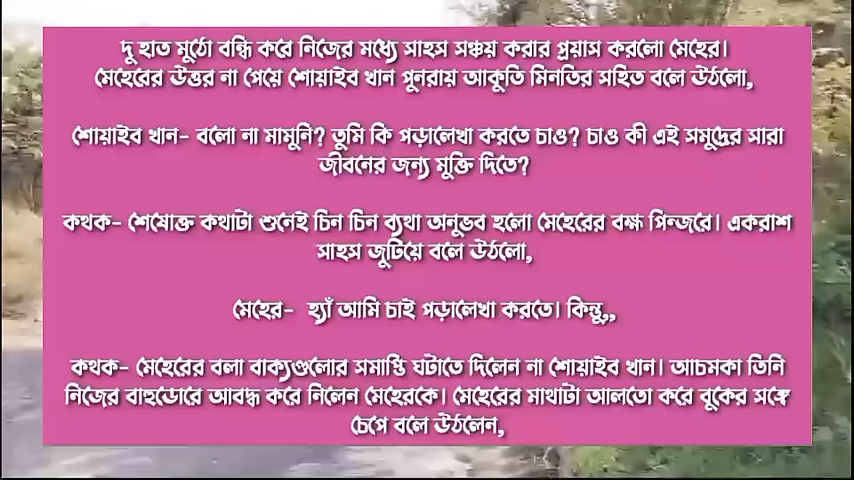 দু হাত মুঠো বন্ধি করে নিজের মধ্যে সাহস সঞ্চয় করার প্রয়াস করলো মেহের।
মেহেরের উত্তর না পেয়ে শোয়াইব খান পুনরায় আকুতি মিনতির সহিত বলে উঠলো,
শোয়াইব খান- বলো না মামুনি? তুমি কি পড়ালেখা করতে চাও? চাও কী এই সমুদ্রের সারা
জীবনের জন্য মুক্তি দিতে?
কথক- শেষোক্ত কথাটা শুনেই চিন চিন ব্যথা অনুভব হলো মেহেরের বক্ষ পিন্জরে। একরাশ
সাহস জুটিয়ে বলে উঠলো,
মেহের- হ্যাঁ আমি চাই পড়ালেখা করতে। কিন্তু,,
কথক- মেহেরের বলা বাক্যগুলোর সমাপ্তি ঘটাতে দিলেন না শোয়াইব খান। আচমকা তিনি
নিজের বাহুডোরে আবদ্ধ করে নিলেন মেহেরকে। মেহেরের মাথাটা আলতো করে বুকের সঙ্গে
চেপে বলে উঠলেন,